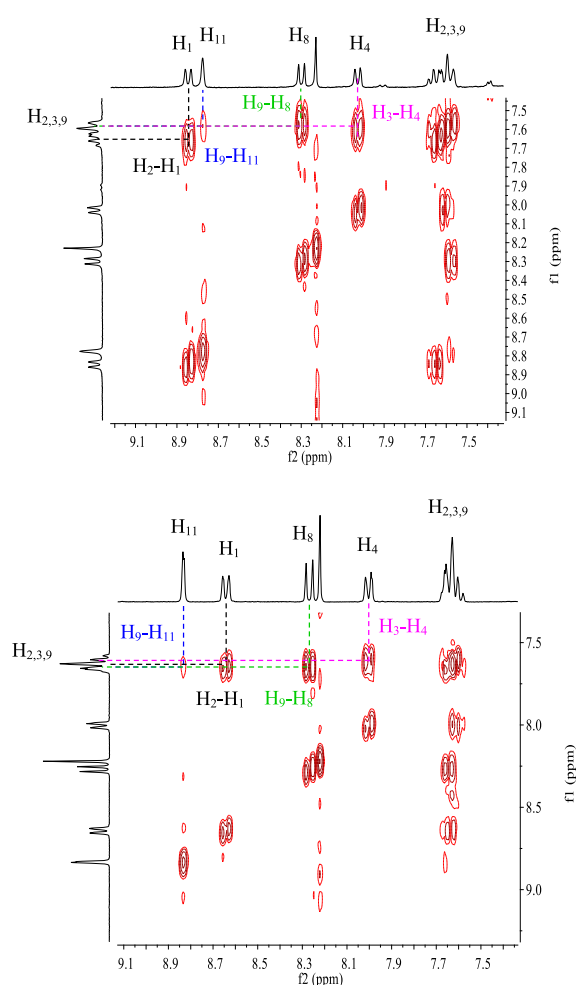 H1 H11 H8 H4 H2,3,9
H2,3,9
H9-H8
H3-H4
H2-H1
H9-H11
7.5
7.6
7.7
7.8
7.9
8.0
8.1
8.2
8.3
8.4
8.5
8.6
8.7
8.8
8.9
9.0
9.1
f1 (ppm)
9.1 8.9 8.7 8.5 8.3 8.1 7.9 7.7 7.5
f2 (ppm)
H11 H1 H8 H4 H2,3,9
H9-H11
H3-H4
H2,3,9
H2-H1
H9-H8
7.5
8.0
8.5
9.0
f1 (ppm)
9.1 8.9 8.7 8.5 8.3 8.1 7.9 7.7 7.5
f2 (ppm)